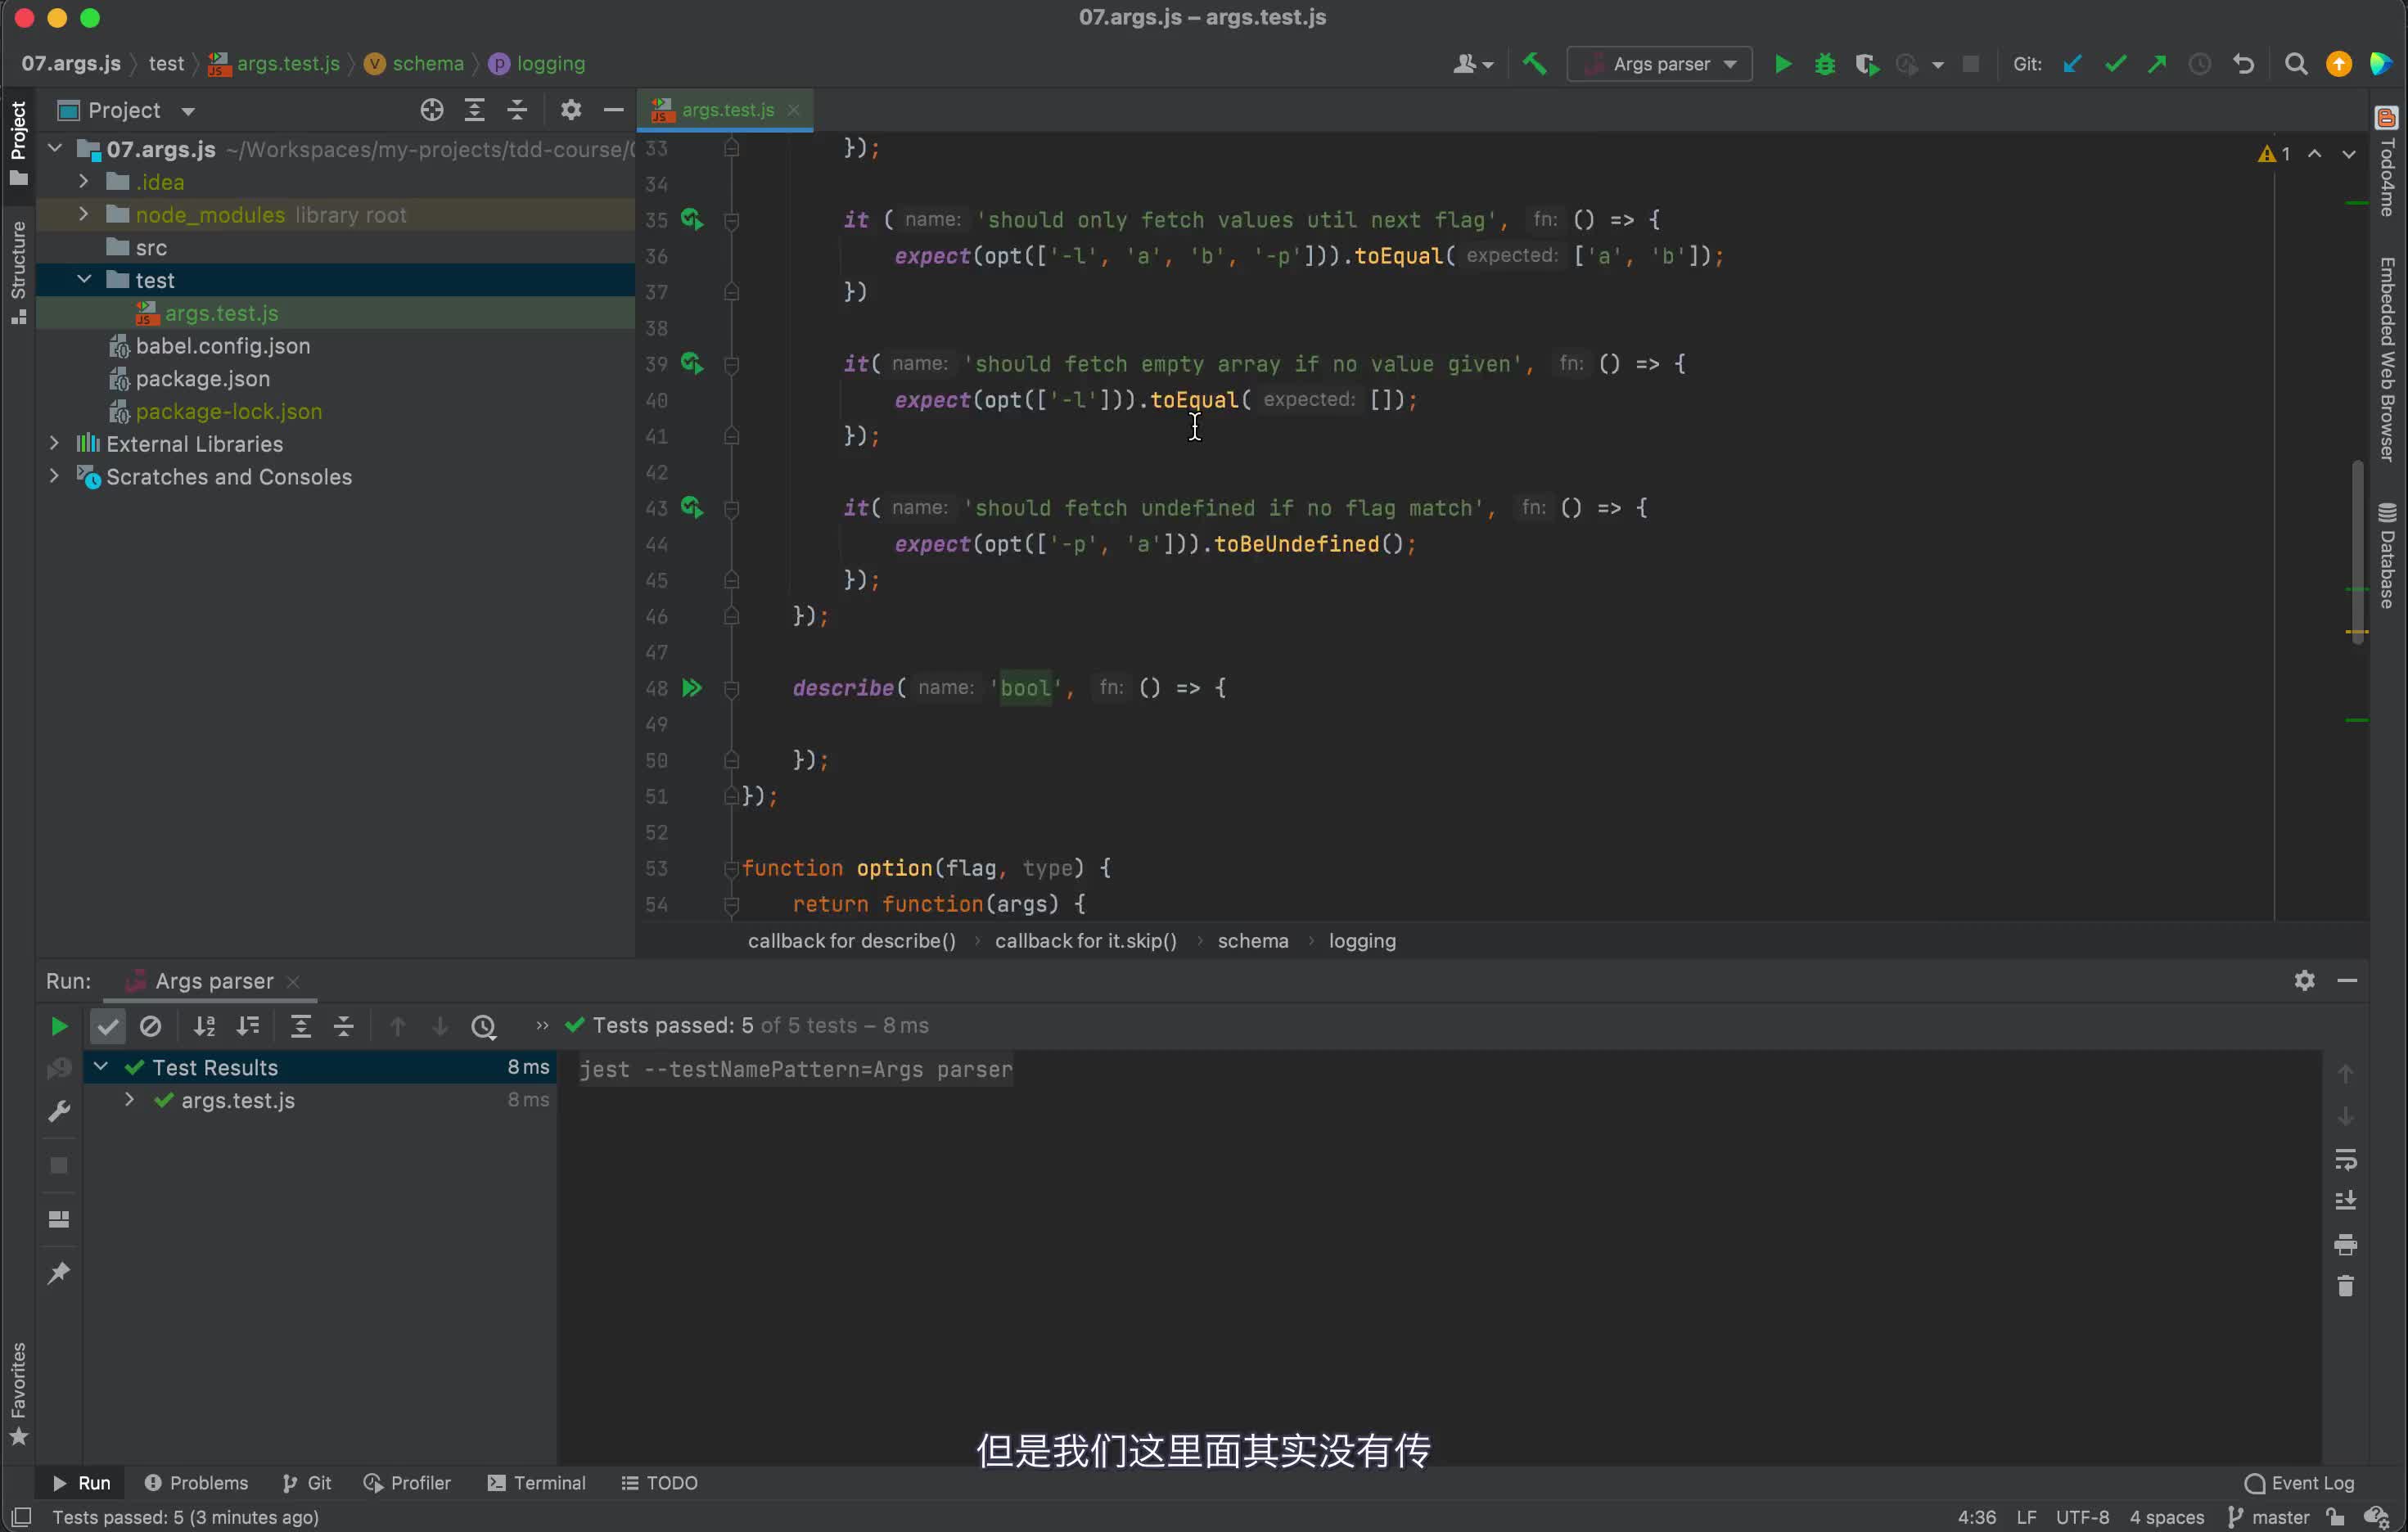 07.args.js – args.test.js
07.args.js test args.test.js schema logging Args parser Git:
Project args.test.js
Project
Structure
Favorites
07.args.js ~/Workspaces/my-projects/tdd-course/
.idea
node_modules library root
src
test
args.test.js
babel.config.json
package.json
package-lock.json
External Libraries
Scratches and Consoles
33 });
34
35 it ( name: 'should only fetch values util next flag', fn: () => {
36 expect(opt(['-l', 'a', 'b', '-p'])).toEqual( expected: ['a', 'b']);
37 })
38
39 it( name: 'should fetch empty array if no value given', fn: () => {
40 expect(opt(['-l'])).toEqual( expected: []);
41 });
42
43 it( name: 'should fetch undefined if no flag match', fn: () => {
44 expect(opt(['-p', 'a'])).toBeUndefined();
45 });
46 });
47
48 describe( name: 'bool', fn: () => {
49
50 });
51 });
52
53 function option(flag, type) {
54 return function(args) {
1
Todo4me
Embedded Web Browser
Database
callback for describe() callback for it.skip() schema logging
Run: Args parser
Tests passed: 5 of 5 tests – 8 ms
Test Results 8 ms
args.test.js 8 ms
jest --testNamePattern=Args parser
但是我们这里面其实没有传
Run Problems Git Profiler Terminal TODO Event Log
Tests passed: 5 (3 minutes ago) 4:36 LF UTF-8 4 spaces master